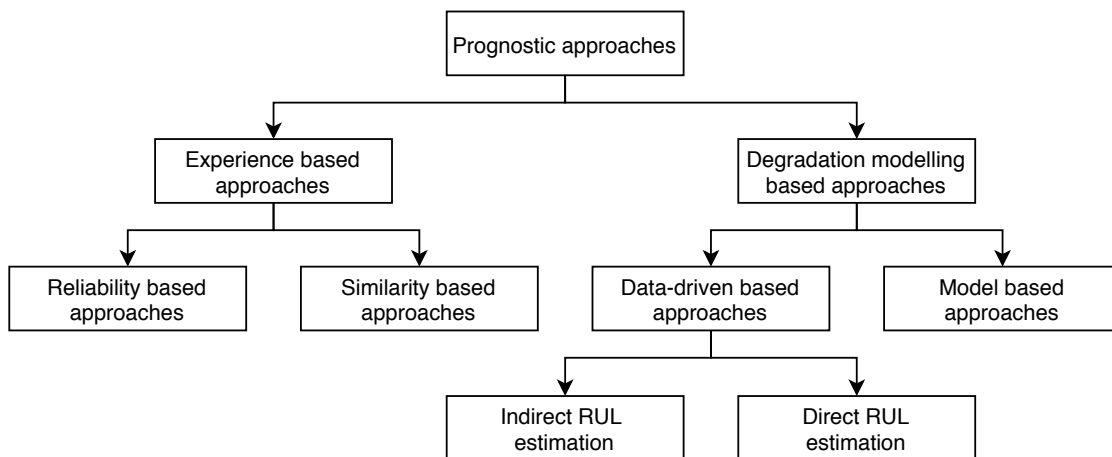 Prognostic approaches
Experience based
approaches
Degradation modelling
based approaches
Reliability based
approaches
Similarity based
approaches
Data-driven based
approaches
Model based
approaches
Indirect RUL
estimation
Direct RUL
estimation